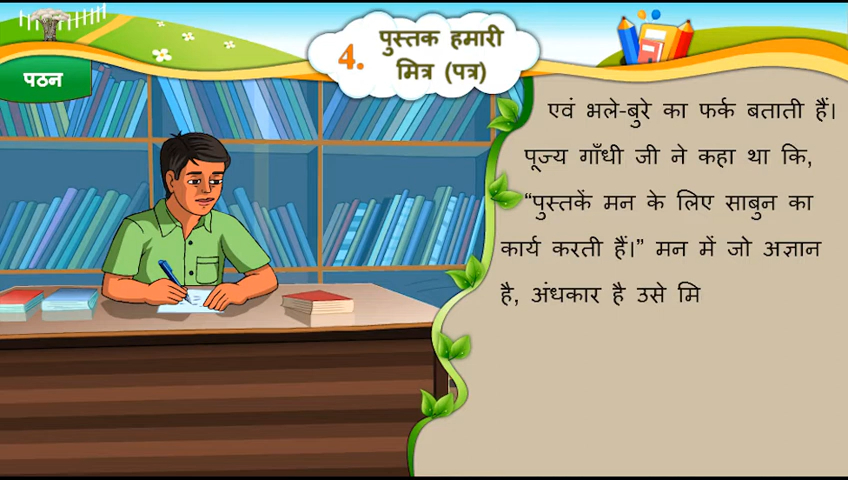 4. पुस्तक हमारी
मित्र (पत्र)
पठन
एवं भले-बुरे का फर्क बताती हैं।
पूज्य गाँधी जी ने कहा था कि,
“पुस्तकें मन के लिए साबुन का
कार्य करती हैं।” मन में जो अज्ञान
है, अंधकार है उसे मि